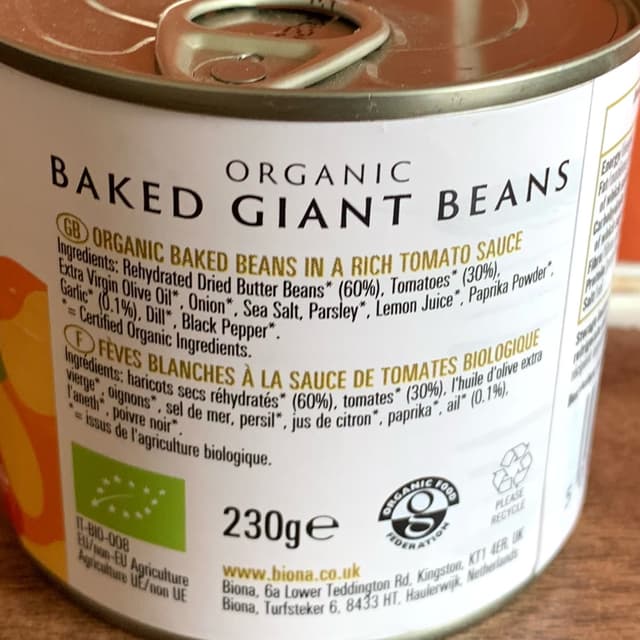 ORGANIC
BAKED GIANT BEANS
GB ORGANIC BAKED BEANS IN A RICH TOMATO SAUCE
Ingredients: Rehydrated Dried Butter Beans* (60%), Tomatoes* (30%),
Extra Virgin Olive Oil*, Onion*, Sea Salt, Parsley*, Lemon Juice*, Paprika Powder*,
Garlic* (0.1%), Dill*, Black Pepper*.
* = Certified Organic Ingredients.
F FÈVES BLANCHES À LA SAUCE DE TOMATES BIOLOGIQUE
Ingrédients: haricots secs réhydratés* (60%), tomates* (30%), l'huile d'olive extra
vierge*, oignons*, sel de mer, persil*, jus de citron*, paprika*, ail* (0.1%),
l'aneth*, poivre noir*.
* = issus de l'agriculture biologique.
IT-BIO-008
EU/non-EU Agriculture
Agriculture UE/non UE
230g e
ORGANIC FOOD
FEDERATION
PLEASE
RECYCLE
www.biona.co.uk
Biona, 6a Lower Teddington Rd, Kingston, KT1 4ER, UK
Biona, Turfsteker 6, 8433 HT, Haulerwijk, Netherlands
Energy